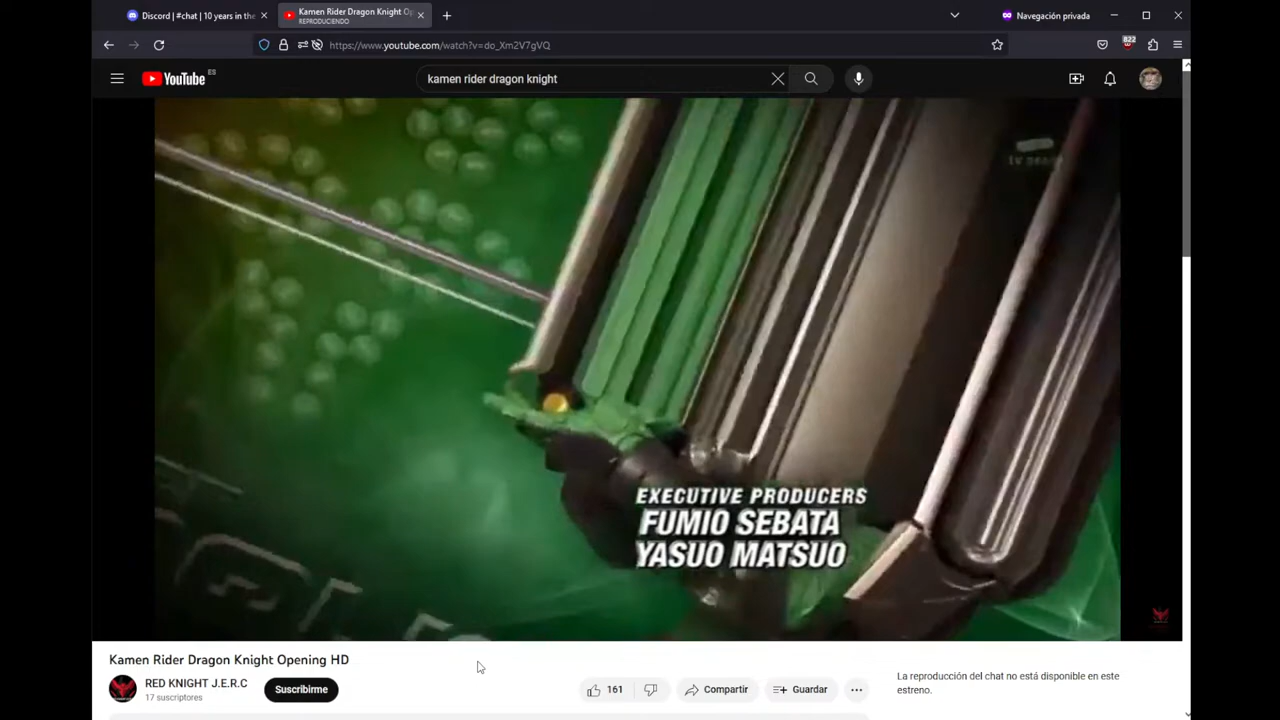 Discord | #chat | 10 years in the
Kamen Rider Dragon Knight Op
REPRODUCIENDO
Navegación privada
https://www.youtube.com/watch?v=do_Xm2V7gVQ
822
YouTube ES
kamen rider dragon knight
EXECUTIVE PRODUCERS
FUMIO SEBATA
YASUO MATSUO
Kamen Rider Dragon Knight Opening HD
RED KNIGHT J.E.R.C
17 suscriptores
Suscribirme
161
Compartir
Guardar
La reproducción del chat no está disponible en este
estreno.